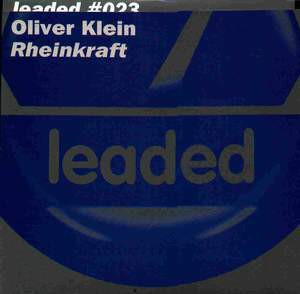 leaded #023
Oliver Klein
Rheinkraft
leaded